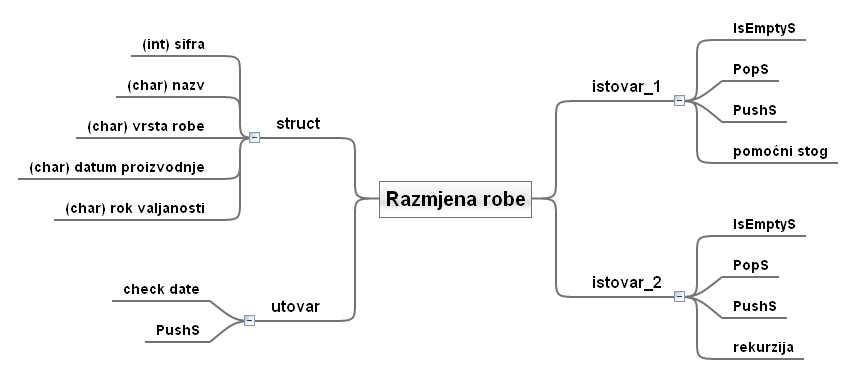 Razmjena robe
struct
(int) sifra
(char) nazv
(char) vrsta robe
(char) datum proizvodnje
(char) rok valjanosti
utovar
check date
PushS
istovar_1
IsEmptyS
PopS
PushS
pomoćni stog
istovar_2
IsEmptyS
PopS
PushS
rekurzija